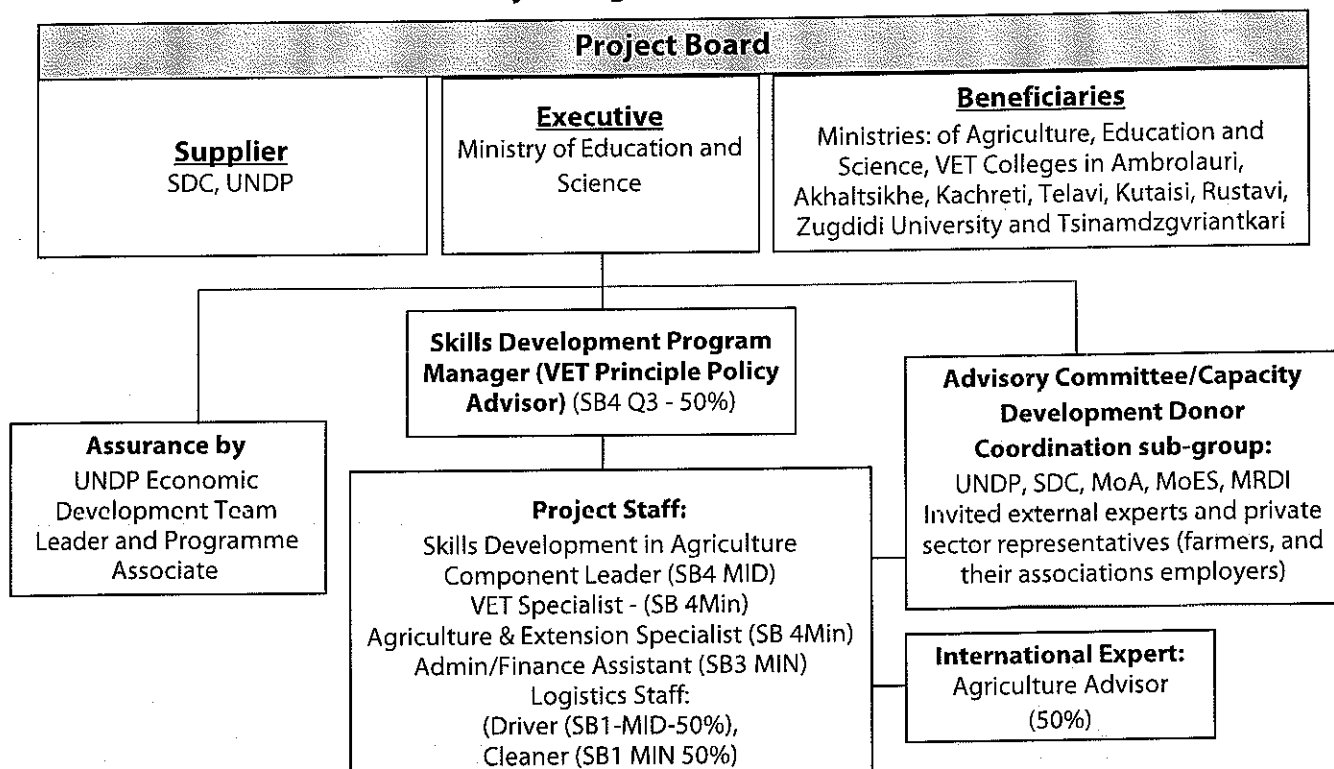 Project Board
Supplier
SDC, UNDP
Executive
Ministry of Education and
Science
Beneficiaries
Ministries: of Agriculture, Education and
Science, VET Colleges in Ambrolauri,
Akhaltsikhe, Kachreti, Telavi, Kutaisi, Rustavi,
Zugdidi University and Tsinamdzgvriantkari
Skills Development Program
Manager (VET Principle Policy
Advisor) (SB4 Q3 - 50%)
Assurance by
UNDP Economic
Development Team
Leader and Programme
Associate
Project Staff:
Skills Development in Agriculture
Component Leader (SB4 MID)
VET Specialist - (SB 4Min)
Agriculture & Extension Specialist (SB 4Min)
Admin/Finance Assistant (SB3 MIN)
Logistics Staff:
(Driver (SB1-MID-50%),
Cleaner (SB1 MIN 50%)
Advisory Committee/Capacity
Development Donor
Coordination sub-group:
UNDP, SDC, MoA, MoES, MRDI
Invited external experts and private
sector representatives (farmers, and
their associations employers)
International Expert:
Agriculture Advisor
(50%)